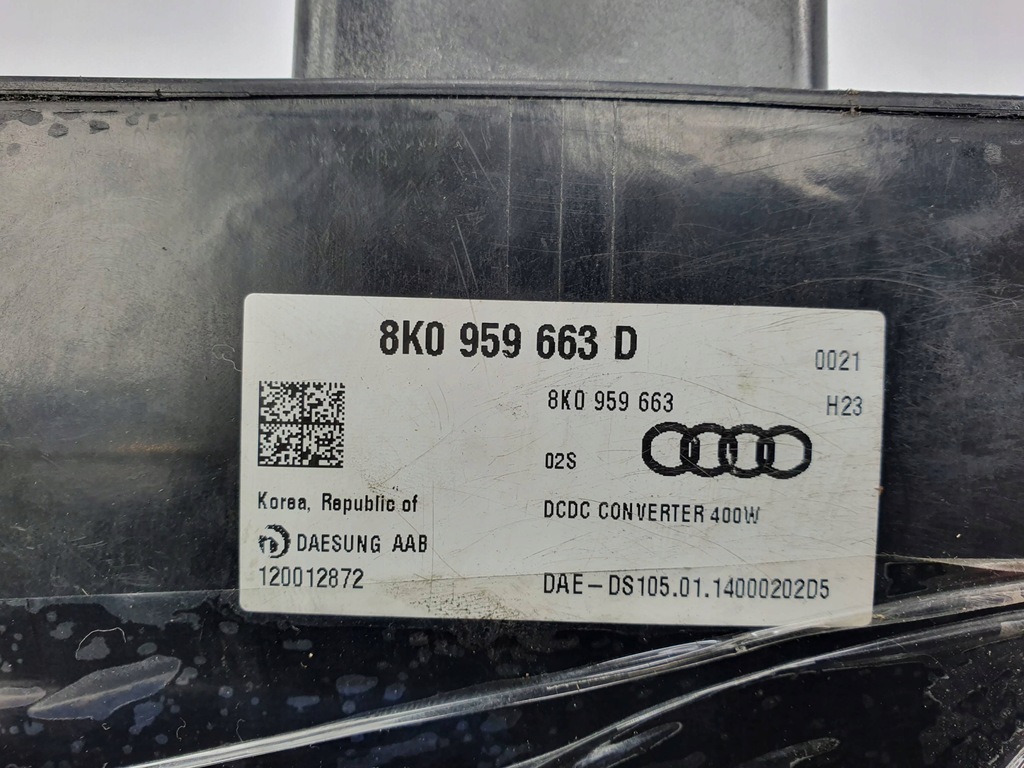 8K0 959 663 D
0021
8K0 959 663
H23
02S
Korea, Republic of
DCDC CONVERTER 400W
DAESUNG AAB
120012872
DAE-DS105.01.14000202D5